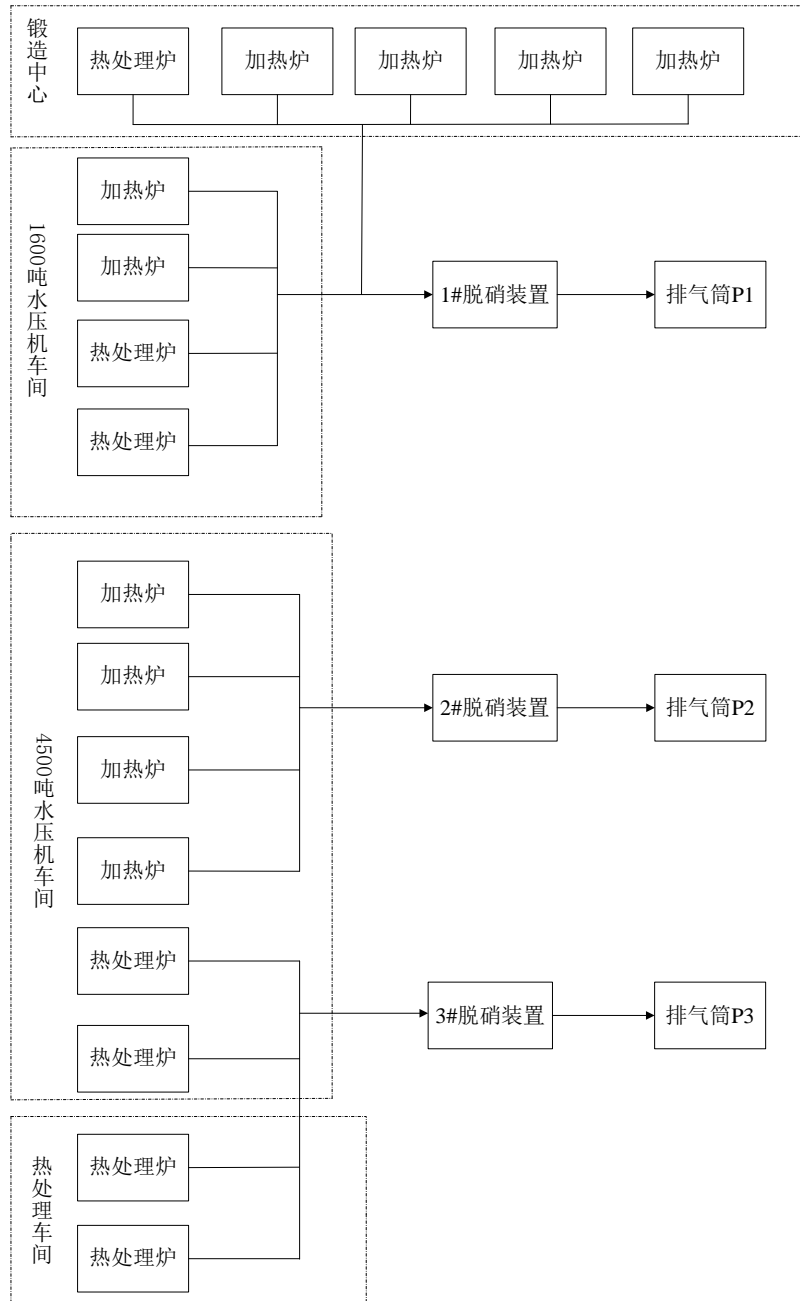 锻造中心
热处理炉
加热炉
加热炉
加热炉
加热炉
1600吨水压机车间
加热炉
加热炉
热处理炉
热处理炉
1#脱硝装置
排气筒P1
4500吨水压机车间
加热炉
加热炉
加热炉
加热炉
热处理炉
热处理炉
2#脱硝装置
排气筒P2
3#脱硝装置
排气筒P3
热处理车间
热处理炉
热处理炉